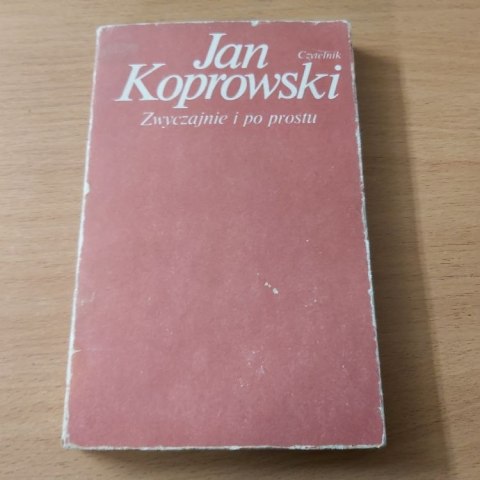 Jan
Czytelnik
Koprowski
Zwyczajnie i po prostu